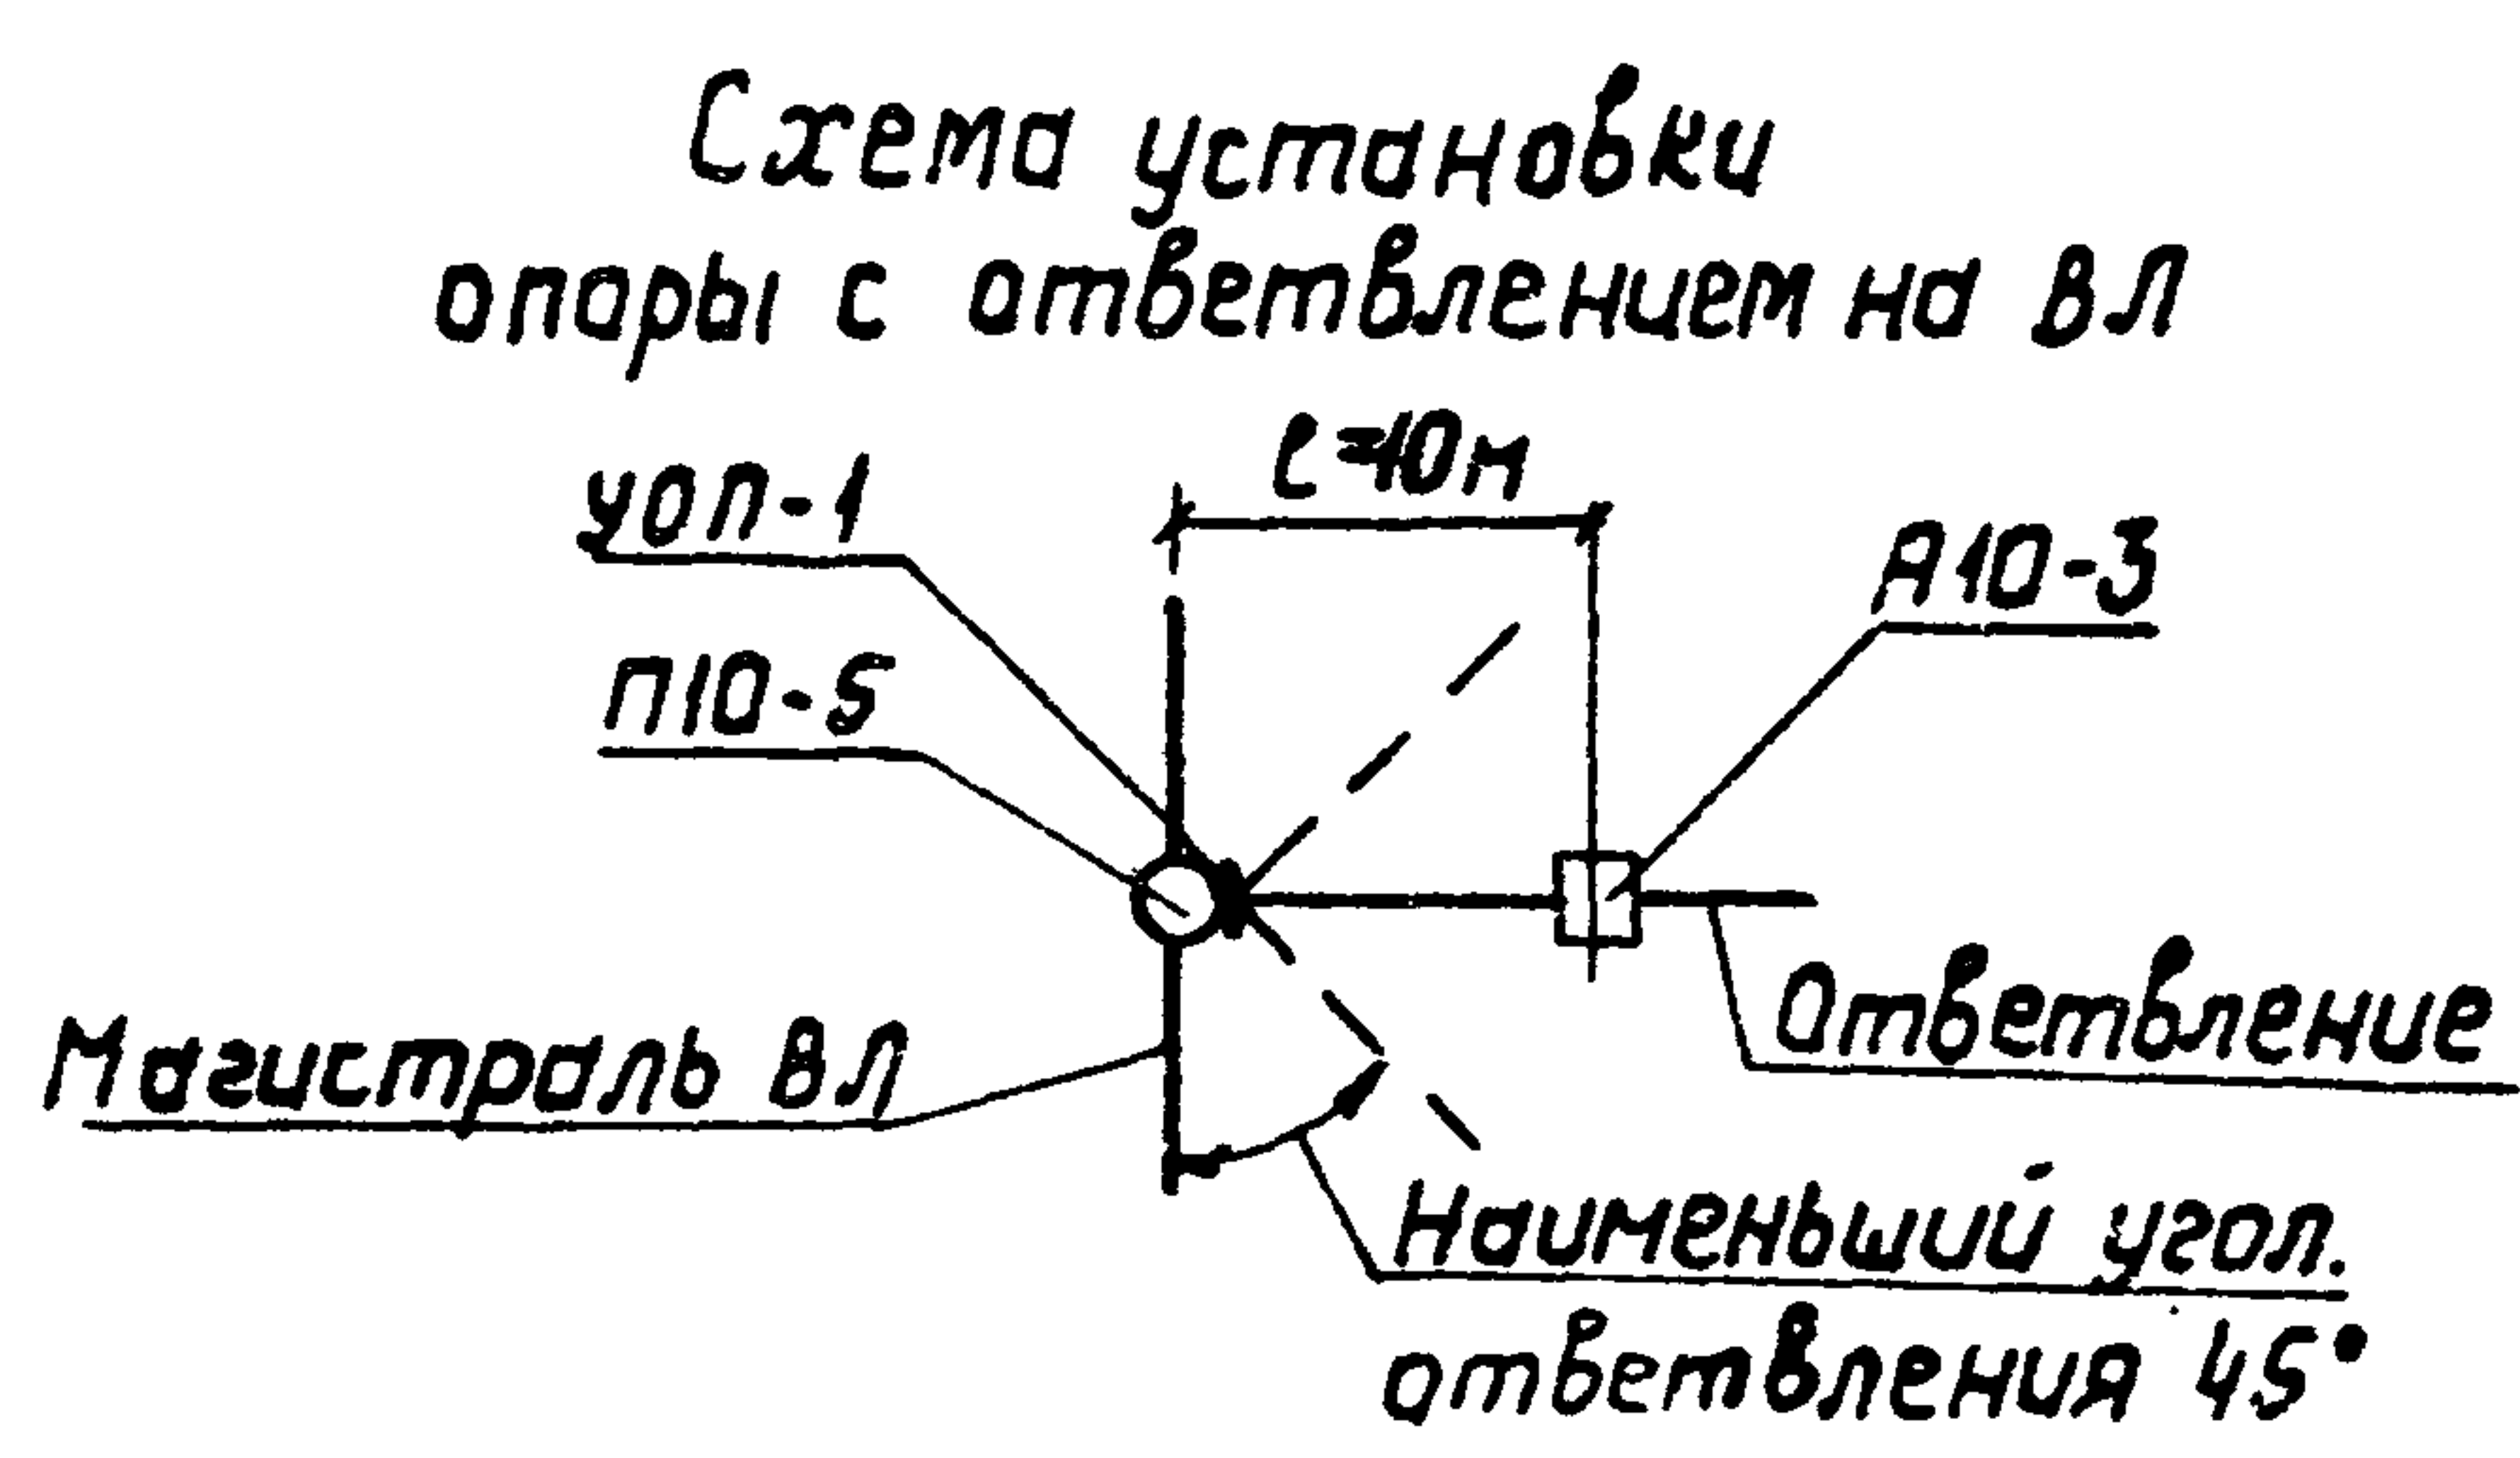 Схема установки
опоры с ответвлением на ВЛ
ℓ=10м
УОП-1
А10-3
П10-5
Ответвление
Магистраль ВЛ
Наименьший угол.
ответвления 45°